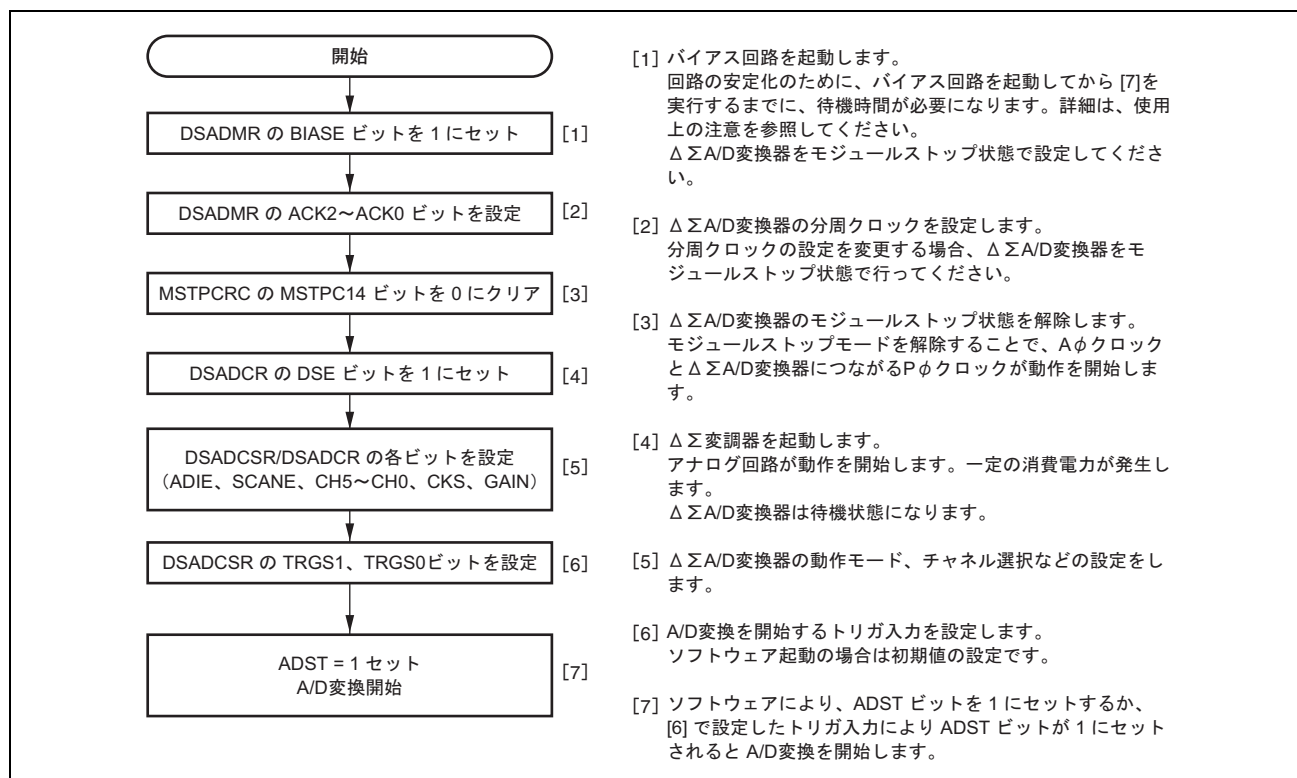 開始
DSADMR の BIASE ビットを 1 にセット [1]
DSADMR の ACK2～ACK0 ビットを設定 [2]
MSTPCRC の MSTPC14 ビットを 0 にクリア [3]
DSADCR の DSE ビットを 1 にセット [4]
DSADCSR/DSADCR の各ビットを設定
（ADIE、SCANE、CH5～CH0、CKS、GAIN） [5]
DSADCSR の TRGS1、TRGS0ビットを設定 [6]
ADST = 1 セット
A/D変換開始 [7]
[1] バイアス回路を起動します。
回路の安定化のために、バイアス回路を起動してから [7]を
実行するまでに、待機時間が必要になります。詳細は、使用
上の注意を参照してください。
ΔΣA/D変換器をモジュールストップ状態で設定してくださ
い。
[2] ΔΣA/D変換器の分周クロックを設定します。
分周クロックの設定を変更する場合、ΔΣA/D変換器をモ
ジュールストップ状態で行ってください。
[3] ΔΣA/D変換器のモジュールストップ状態を解除します。
モジュールストップモードを解除することで、Aφクロック
とΔΣA/D変換器につながるPφクロックが動作を開始しま
す。
[4] ΔΣ変調器を起動します。
アナログ回路が動作を開始します。一定の消費電力が発生し
ます。
ΔΣA/D変換器は待機状態になります。
[5] ΔΣA/D変換器の動作モード、チャネル選択などの設定をし
ます。
[6] A/D変換を開始するトリガ入力を設定します。
ソフトウェア起動の場合は初期値の設定です。
[7] ソフトウェアにより、ADST ビットを 1 にセットするか、
[6] で設定したトリガ入力により ADST ビットが 1 にセット
されると A/D変換を開始します。